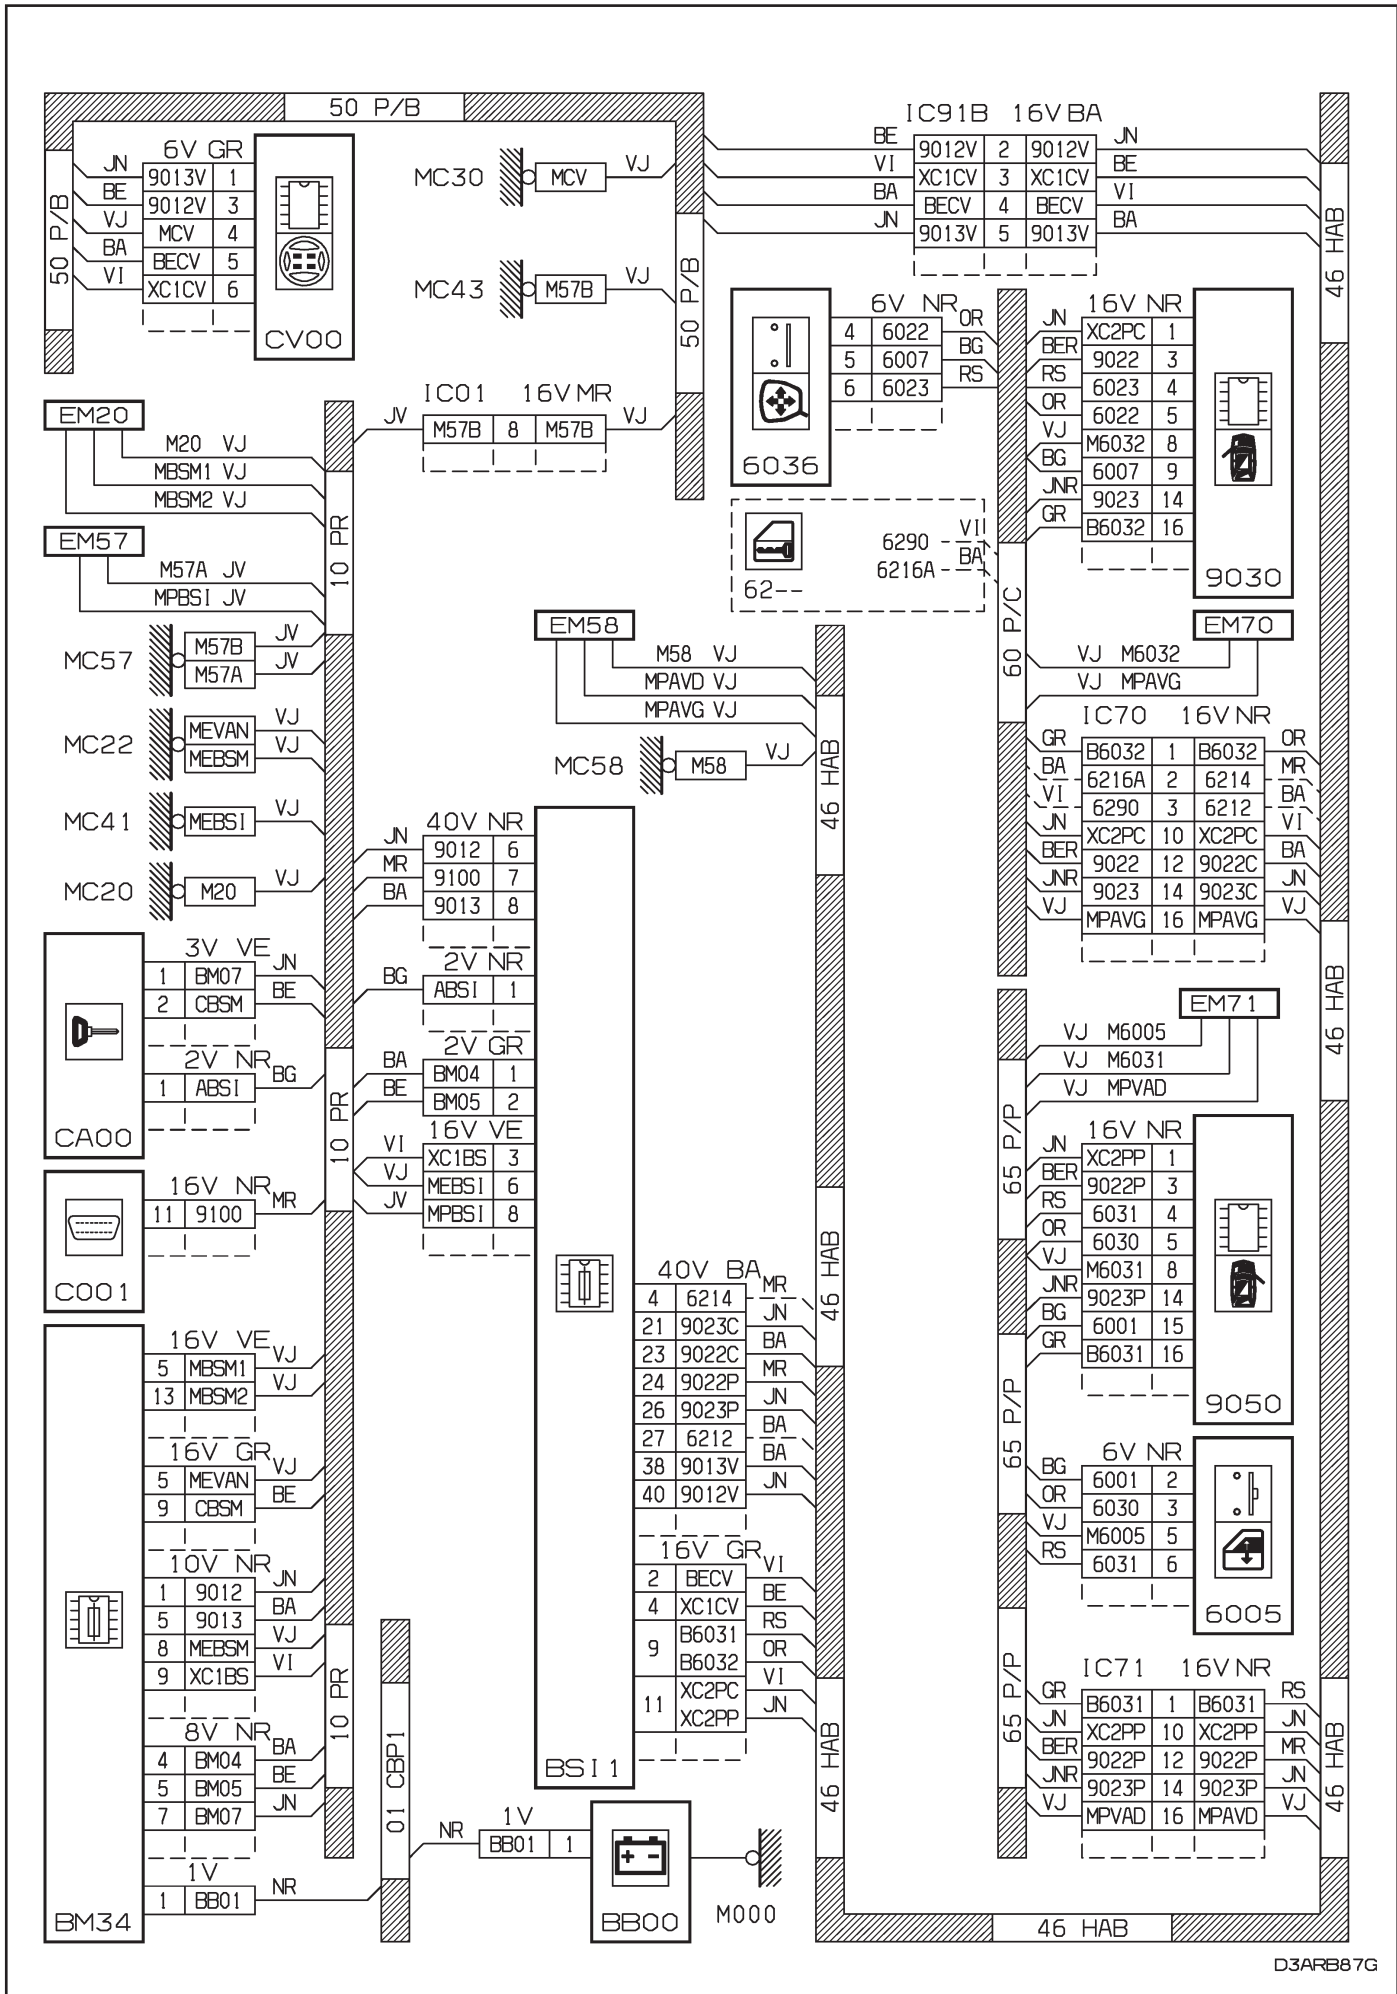 50 P/B
50 P/B
6V GR
JN 9013V 1
BE 9012V 3
VJ MCV 4
BA BECV 5
VI XC1CV 6
CV00
MC30 MCV VJ
MC43 M57B VJ
50 P/B
IC91B 16V BA
BE 9012V 2 9012V JN
VI XC1CV 3 XC1CV BE
BA BECV 4 BECV VI
JN 9013V 5 9013V BA
46 HAB
6V NR
4 6022 OR
5 6007 BG
6 6023 RS
6036
16V NR
JN XC2PC 1
BER 9022 3
RS 6023 4
OR 6022 5
VJ M6032 8
BG 6007 9
JNR 9023 14
GR B6032 16
9030
IC01 16V MR
JV M57B 8 M57B VJ
EM20
M20 VJ
MBSM1 VJ
MBSM2 VJ
10 PR
EM57
M57A JV
MPBSI JV
6290 VI
6216A BA
62--
60 P/C
MC57 M57B JV
M57A JV
MC22 MEVAN VJ
MEBSM VJ
MC41 MEBSI VJ
MC20 M20 VJ
EM58
M58 VJ
MPAVD VJ
MPAVG VJ
MC58 M58 VJ
46 HAB
EM70
VJ M6032
VJ MPAVG
IC70 16V NR
GR B6032 1 B6032 OR
BA 6216A 2 6214 MR
VI 6290 3 6212 BA
JN XC2PC 10 XC2PC VI
BER 9022 12 9022C BA
JNR 9023 14 9023C JN
VJ MPAVG 16 MPAVG VJ
46 HAB
40V NR
JN 9012 6
MR 9100 7
BA 9013 8
2V NR
BG ABSI 1
2V GR
BA BM04 1
BE BM05 2
16V VE
VI XC1BS 3
VJ MEBSI 6
JV MPBSI 8
3V VE
1 BM07 JN
2 CBSM BE
2V NR
1 ABSI BG
CA00
10 PR
16V NR
11 9100 MR
C001
EM71
VJ M6005
VJ M6031
VJ MPVAD
65 P/P
16V NR
JN XC2PP 1
BER 9022P 3
RS 6031 4
OR 6030 5
VJ M6031 8
JNR 9023P 14
BG 6001 15
GR B6031 16
9050
46 HAB
40V BA
4 6214 MR
21 9023C JN
23 9022C BA
24 9022P MR
26 9023P JN
27 6212 BA
38 9013V BA
40 9012V JN
16V GR
2 BECV VI
4 XC1CV BE
9 B6031 RS
B6032 OR
11 XC2PC VI
XC2PP JN
BSI1
46 HAB
16V VE
5 MBSM1 VJ
13 MBSM2 VJ
16V GR
5 MEVAN VJ
9 CBSM BE
10V NR
1 9012 JN
5 9013 BA
8 MEBSM VJ
9 XC1BS VI
8V NR
4 BM04 BA
5 BM05 BE
7 BM07 JN
1V
1 BB01 NR
BM34
10 PR
01 CBP1
65 P/P
6V NR
BG 6001 2
OR 6030 3
VJ M6005 5
RS 6031 6
6005
65 P/P
IC71 16V NR
GR B6031 1 B6031 RS
JN XC2PP 10 XC2PP JN
BER 9022P 12 9022P MR
JNR 9023P 14 9023P JN
VJ MPVAD 16 MPAVD VJ
46 HAB
1V
NR BB01 1
BB00
M000
46 HAB
D3ARB87G